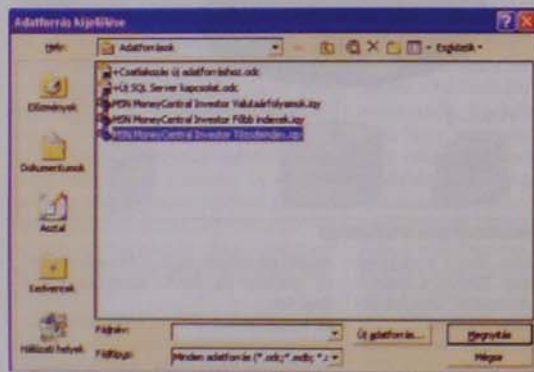 Adatforrás kijelölése
Hely:
Adatforrások
Eszközök
+Csatlakozás új adatforráshoz.odc
+Új SQL Server kapcsolat.odc
MSN MoneyCentral Investor Valutaárfolyamok.iqy
MSN MoneyCentral Investor Főbb indexek.iqy
MSN MoneyCentral Investor Tőzsdeindex.iqy
Előzmények
Dokumentumok
Asztal
Kedvencek
Hálózati helyek
Fájlnév:
Új adatforrás...
Megnyitás
Fájltípus:
Minden adatforrás (*.odc;*.mdb; *.
Mégse